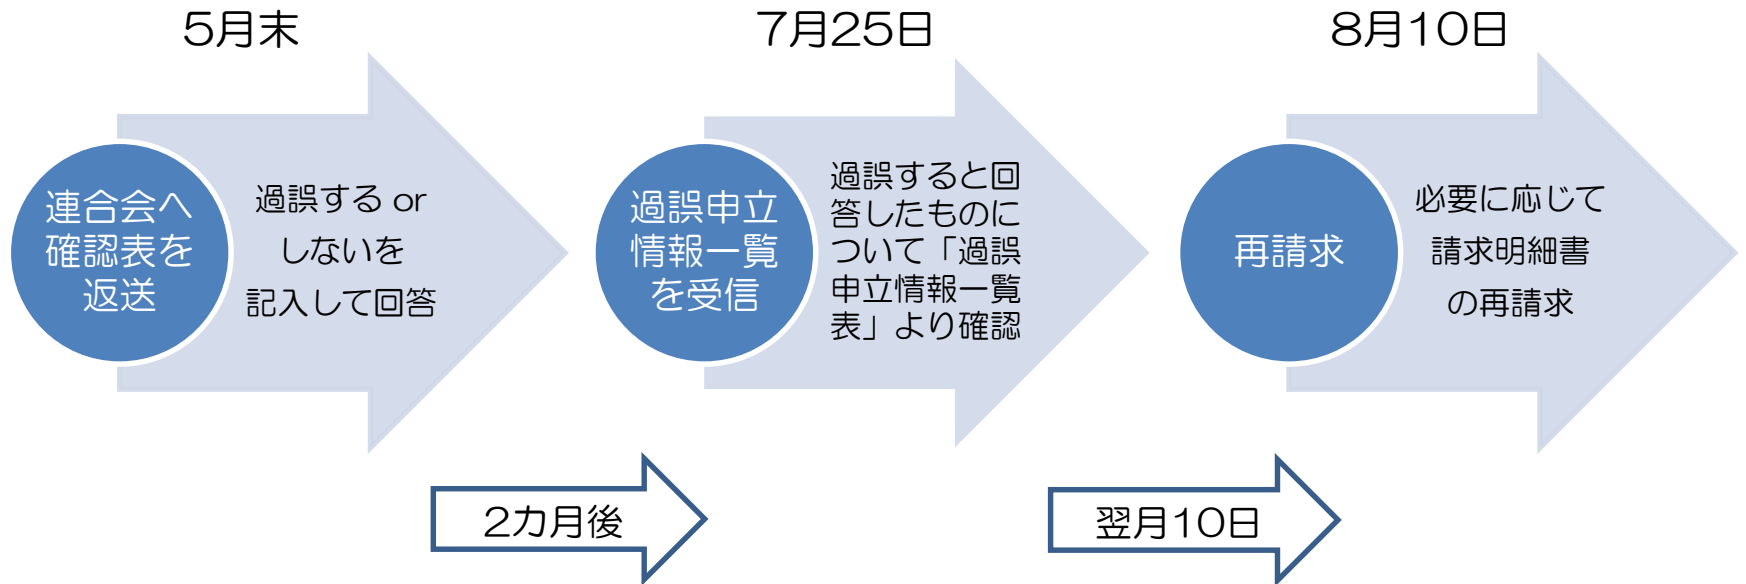 5月末
連合会へ
確認表を
返送
過誤する or
しないを
記入して回答
7月25日
過誤申立
情報一覧
を受信
過誤すると回
答したものに
ついて「過誤
申立情報一覧
表」より確認
8月10日
再請求
必要に応じて
請求明細書
の再請求
2カ月後
翌月10日